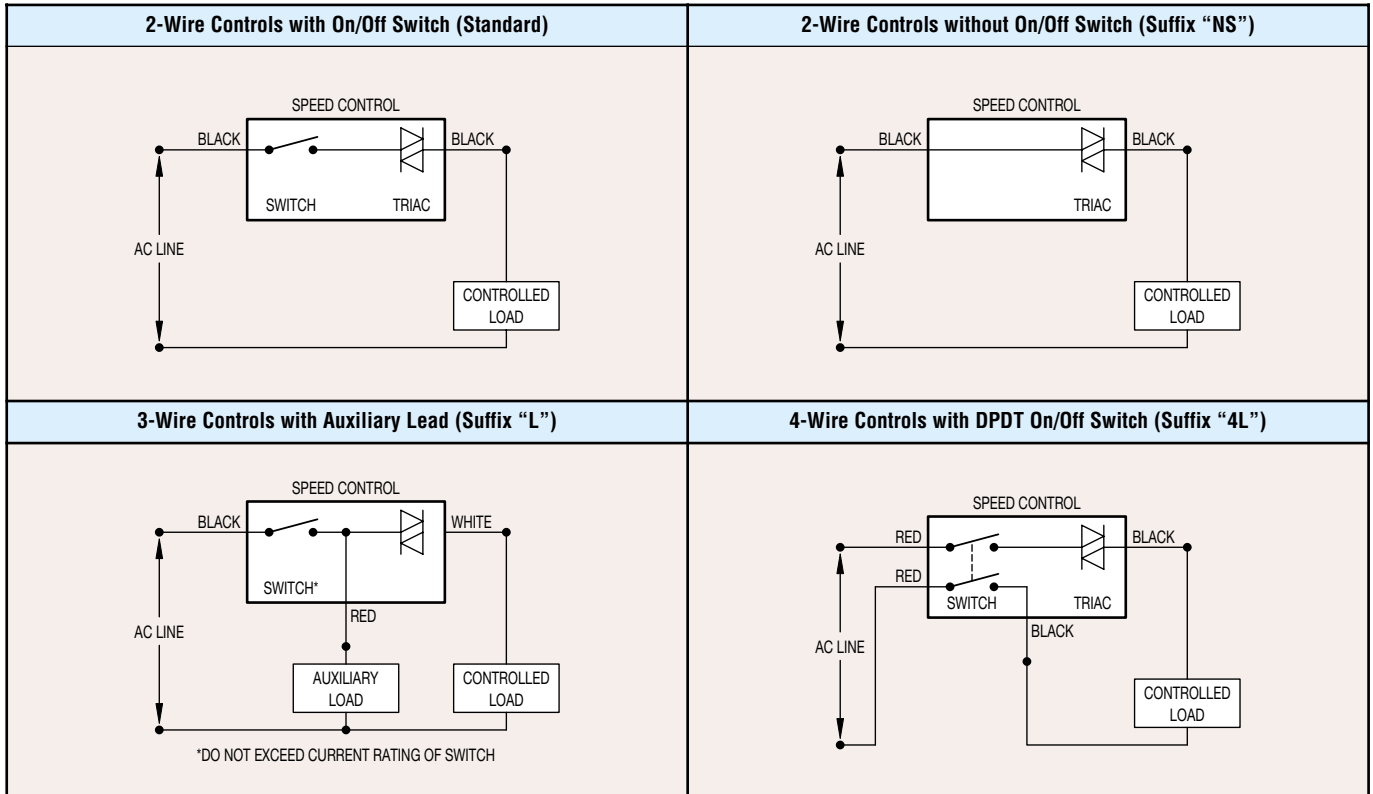 2-Wire Controls with On/Off Switch (Standard)
SPEED CONTROL
BLACK
BLACK
SWITCH
TRIAC
AC LINE
CONTROLLED
LOAD
2-Wire Controls without On/Off Switch (Suffix “NS”)
SPEED CONTROL
BLACK
BLACK
TRIAC
AC LINE
CONTROLLED
LOAD
3-Wire Controls with Auxiliary Lead (Suffix “L”)
SPEED CONTROL
BLACK
WHITE
SWITCH*
RED
AC LINE
AUXILIARY
LOAD
CONTROLLED
LOAD
*DO NOT EXCEED CURRENT RATING OF SWITCH
4-Wire Controls with DPDT On/Off Switch (Suffix “4L”)
SPEED CONTROL
RED
BLACK
RED
SWITCH
TRIAC
BLACK
AC LINE
CONTROLLED
LOAD